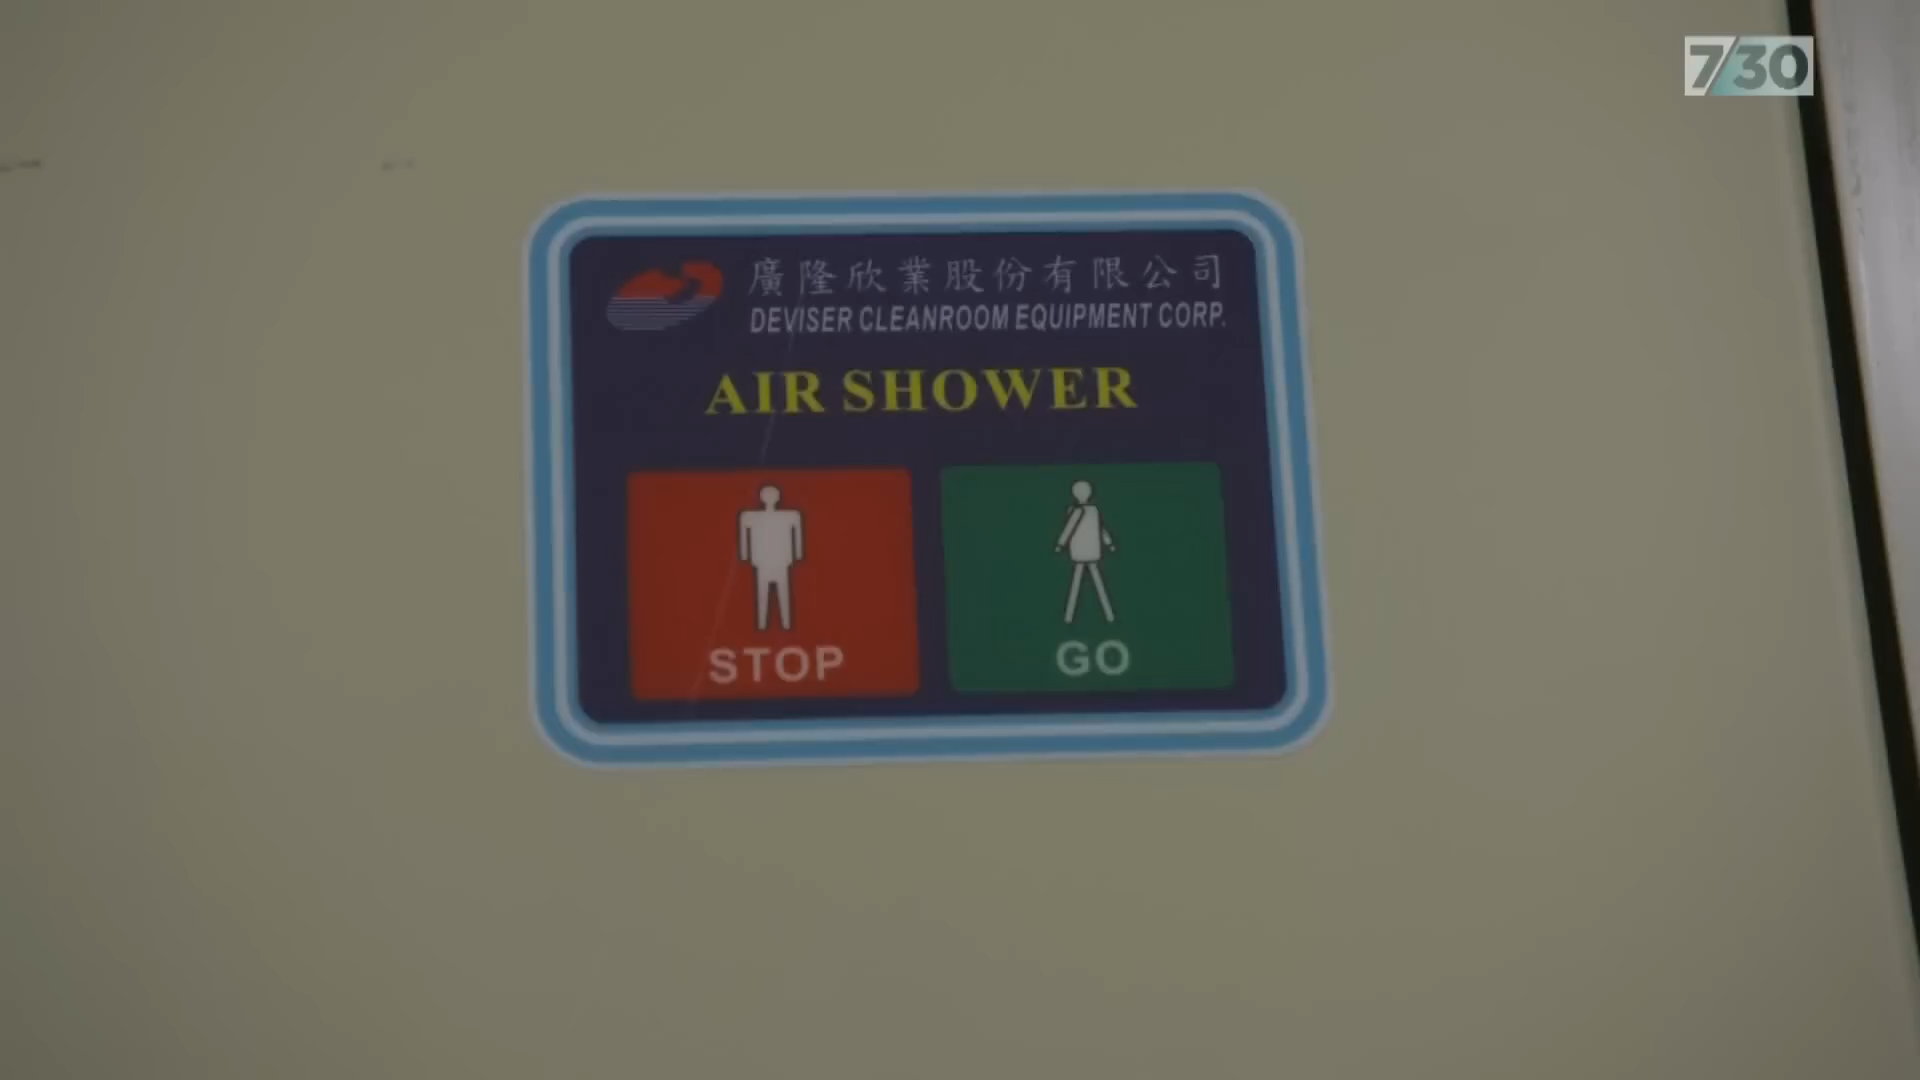 7/30
廣隆欣業股份有限公司
DEVISER CLEANROOM EQUIPMENT CORP.
AIR SHOWER
STOP
GO